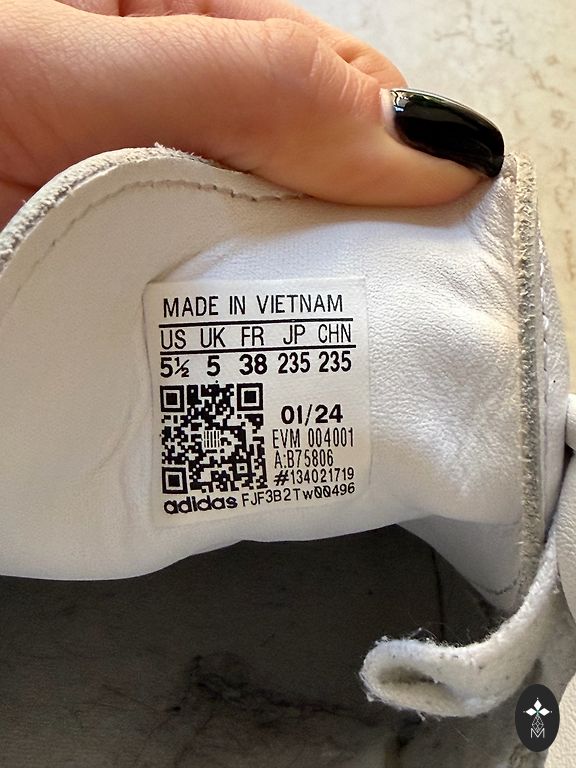 MADE IN VIETNAM
US UK FR JP CHN
5½ 5 38 235 235
01/24
EVM 004001
A:B75806
#134021719
adidas FJF3B2Tw00496
M